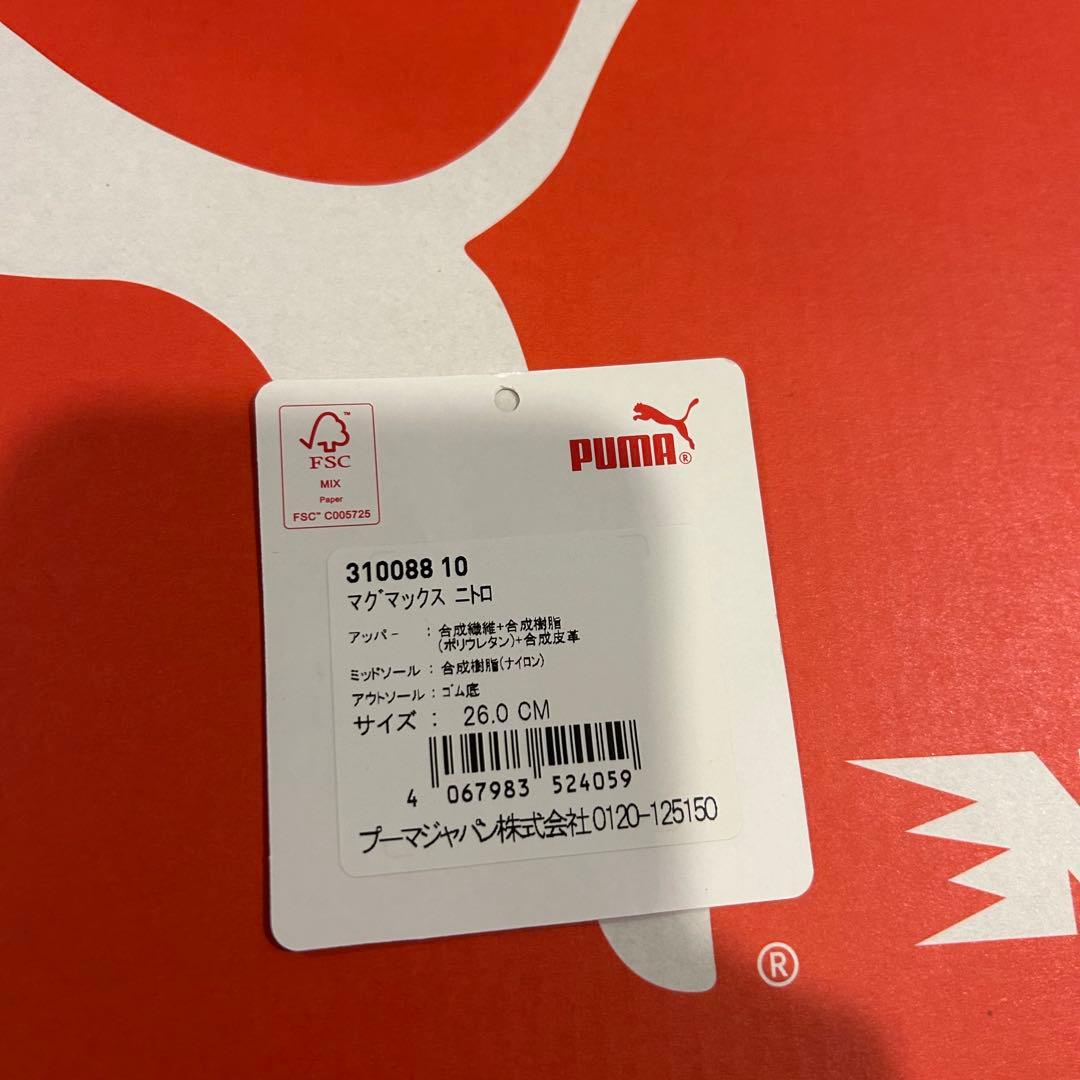 FSC™
MIX
Paper
FSC™ C005725
PUMA®
310088 10
マグマックス ニトロ
アッパー : 合成繊維+合成樹脂
(ポリウレタン)+合成皮革
ミッドソール : 合成樹脂(ナイロン)
アウトソール : ゴム底
サイズ : 26.0 CM
4 067983 524059
プーマジャパン株式会社0120-125150
®